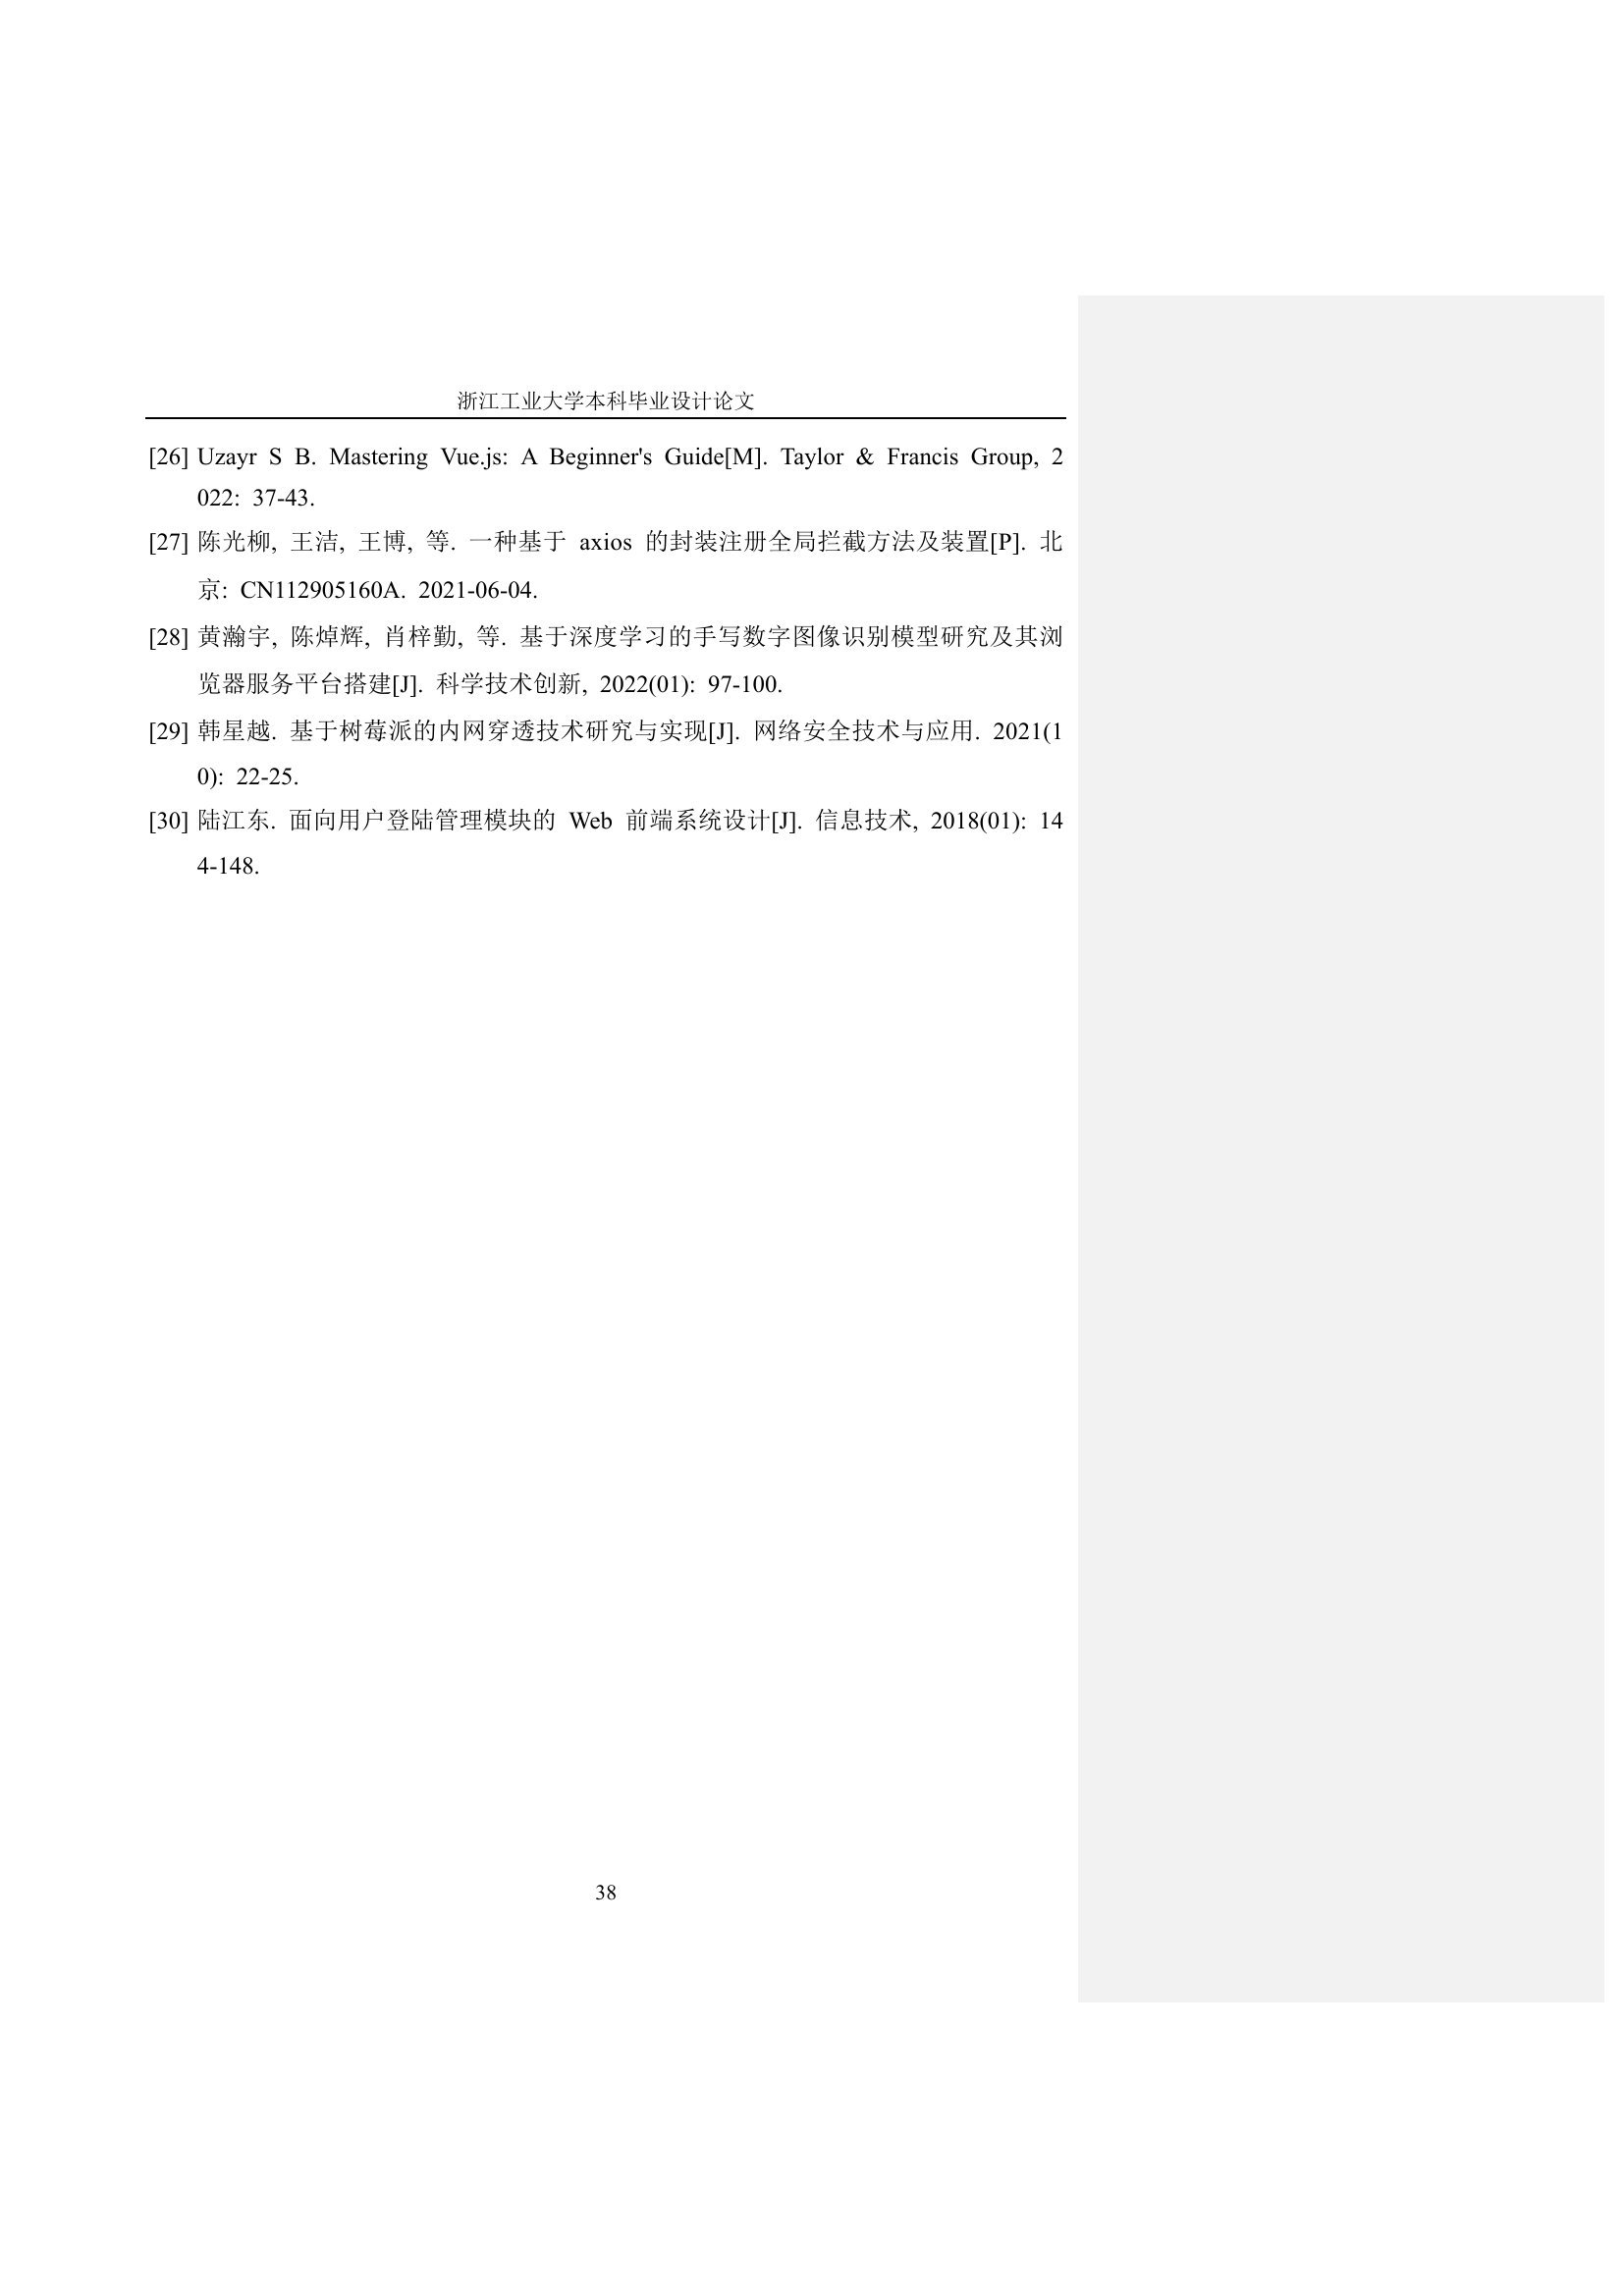 浙江工业大学本科毕业设计论文
[26] Uzayr S B. Mastering Vue.js: A Beginner's Guide[M]. Taylor & Francis Group, 2
022: 37-43.
[27] 陈光柳, 王洁, 王博, 等. 一种基于 axios 的封装注册全局拦截方法及装置[P]. 北
京: CN112905160A. 2021-06-04.
[28] 黄瀚宇, 陈焯辉, 肖梓勤, 等. 基于深度学习的手写数字图像识别模型研究及其浏
览器服务平台搭建[J]. 科学技术创新, 2022(01): 97-100.
[29] 韩星越. 基于树莓派的内网穿透技术研究与实现[J]. 网络安全技术与应用. 2021(1
0): 22-25.
[30] 陆江东. 面向用户登陆管理模块的 Web 前端系统设计[J]. 信息技术, 2018(01): 14
4-148.
38